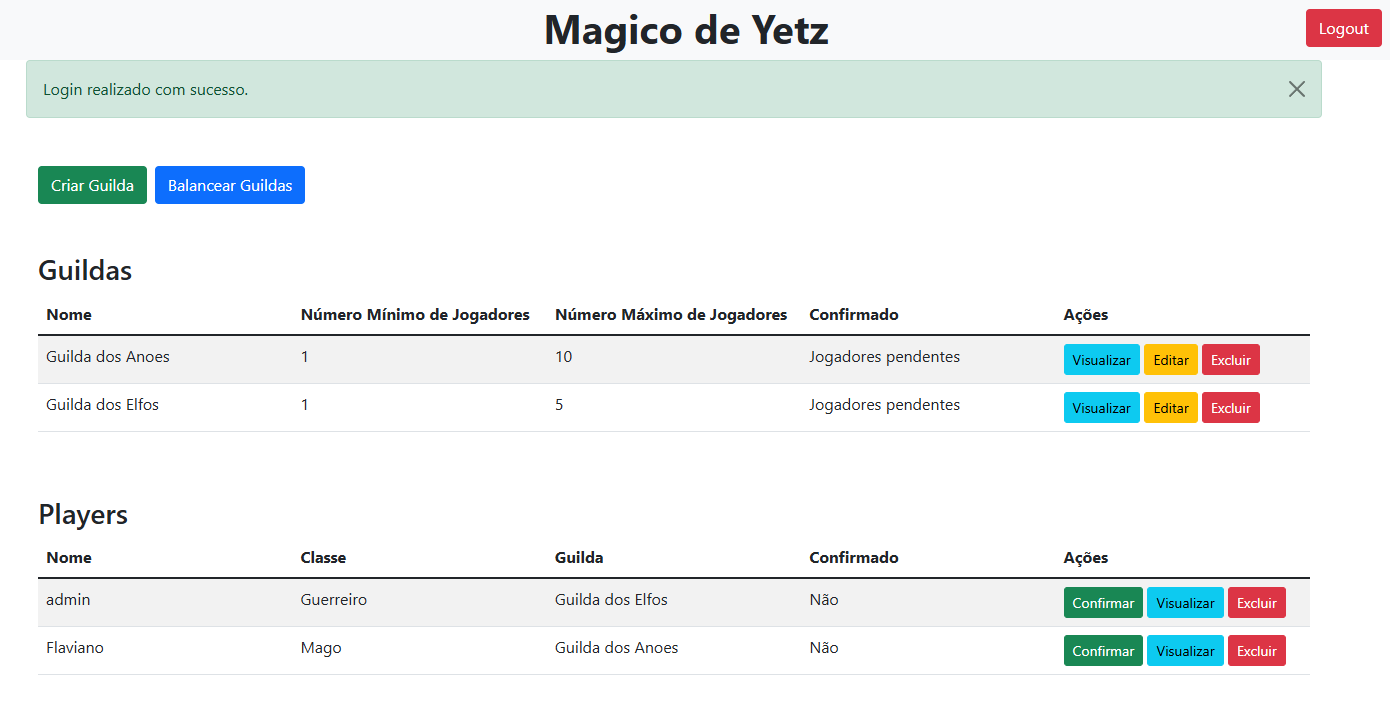 Magico de Yetz
Logout
Login realizado com sucesso.
Criar Guilda Balancear Guildas
Guildas
Nome Número Mínimo de Jogadores Número Máximo de Jogadores Confirmado Ações
Guilda dos Anoes 1 10 Jogadores pendentes Visualizar Editar Excluir
Guilda dos Elfos 1 5 Jogadores pendentes Visualizar Editar Excluir
Players
Nome Classe Guilda Confirmado Ações
admin Guerreiro Guilda dos Elfos Não Confirmar Visualizar Excluir
Flaviano Mago Guilda dos Anoes Não Confirmar Visualizar Excluir